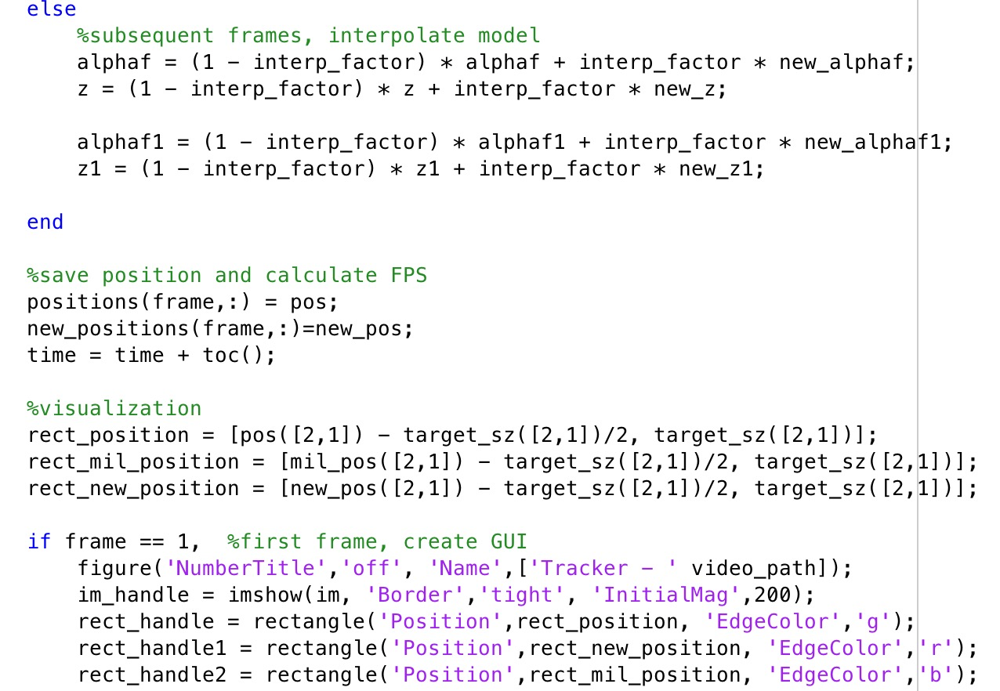 else
    %subsequent frames, interpolate model
    alphaf = (1 - interp_factor) * alphaf + interp_factor * new_alphaf;
    z = (1 - interp_factor) * z + interp_factor * new_z;

    alphaf1 = (1 - interp_factor) * alphaf1 + interp_factor * new_alphaf1;
    z1 = (1 - interp_factor) * z1 + interp_factor * new_z1;

end

%save position and calculate FPS
positions(frame,:) = pos;
new_positions(frame,:)=new_pos;
time = time + toc();

%visualization
rect_position = [pos([2,1]) - target_sz([2,1])/2, target_sz([2,1])];
rect_mil_position = [mil_pos([2,1]) - target_sz([2,1])/2, target_sz([2,1])];
rect_new_position = [new_pos([2,1]) - target_sz([2,1])/2, target_sz([2,1])];

if frame == 1,  %first frame, create GUI
    figure('NumberTitle','off', 'Name',['Tracker - ' video_path]);
    im_handle = imshow(im, 'Border','tight', 'InitialMag',200);
    rect_handle = rectangle('Position',rect_position, 'EdgeColor','g');
    rect_handle1 = rectangle('Position',rect_new_position, 'EdgeColor','r');
    rect_handle2 = rectangle('Position',rect_mil_position, 'EdgeColor','b');